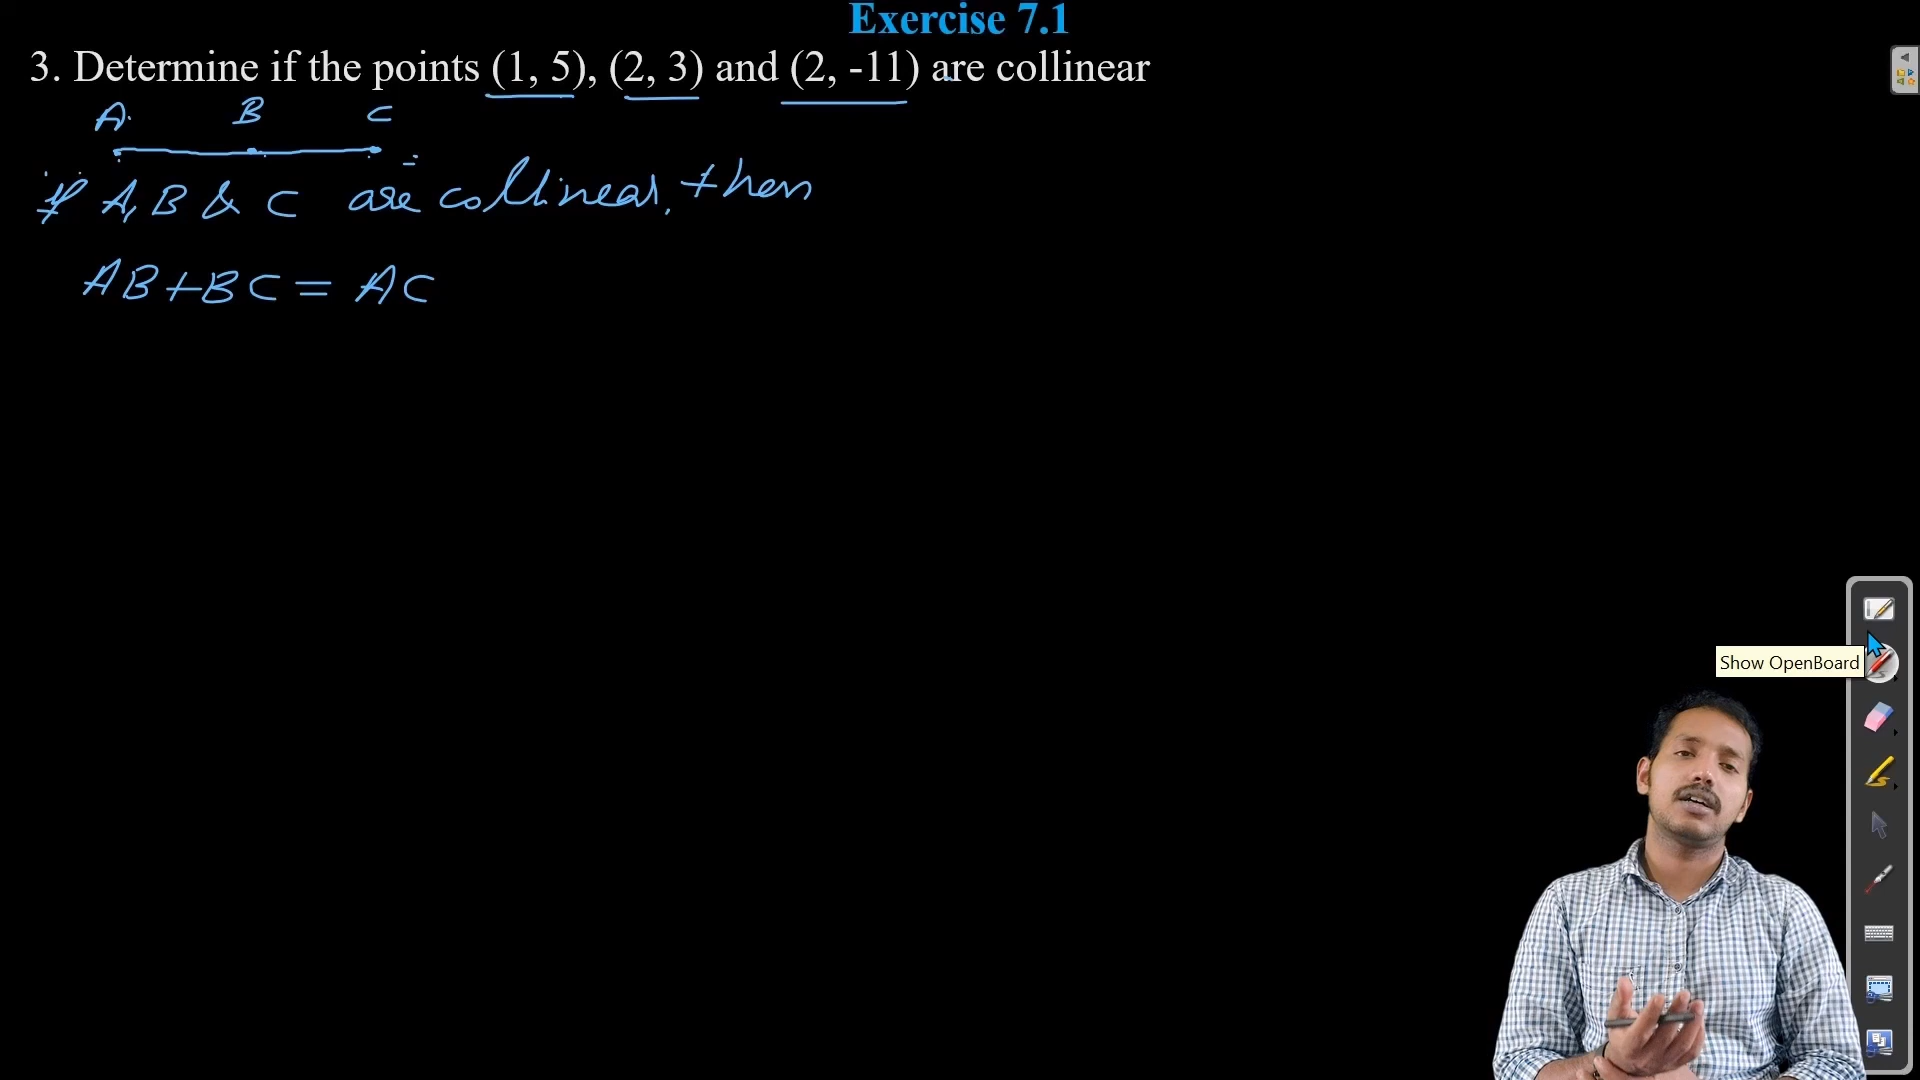 Exercise 7.1
3. Determine if the points (1, 5), (2, 3) and (2, -11) are collinear
A B C
if A, B & C are collinear, then
AB+BC = AC
Show OpenBoard